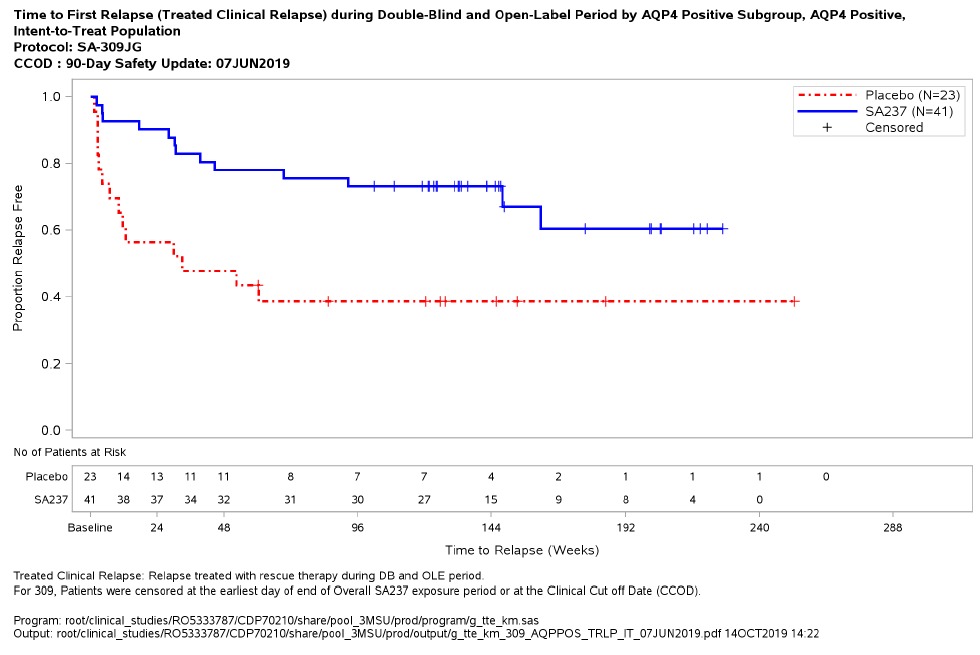 Time to First Relapse (Treated Clinical Relapse) during Double-Blind and Open-Label Period by AQP4 Positive Subgroup, AQP4 Positive,
Intent-to-Treat Population
Protocol: SA-309JG
CCOD : 90-Day Safety Update: 07JUN2019
Placebo (N=23)
SA237 (N=41)
Censored
Proportion Relapse Free
1.0
0.8
0.6
0.4
0.2
0.0
No of Patients at Risk
Placebo 23 14 13 11 11 8 7 7 4 2 1 1 1 0
SA237 41 38 37 34 32 31 30 27 15 9 8 4 0
Baseline 24 48 96 144 192 240 288
Time to Relapse (Weeks)
Treated Clinical Relapse: Relapse treated with rescue therapy during DB and OLE period.
For 309, Patients were censored at the earliest day of end of Overall SA237 exposure period or at the Clinical Cut off Date (CCOD).
Program: root/clinical_studies/RO5333787/CDP70210/share/pool_3MSU/prod/program/g_tte_km.sas
Output: root/clinical_studies/RO5333787/CDP70210/share/pool_3MSU/prod/output/g_tte_km_309_AQPPOS_TRLP_IT_07JUN2019.pdf 14OCT2019 14:22